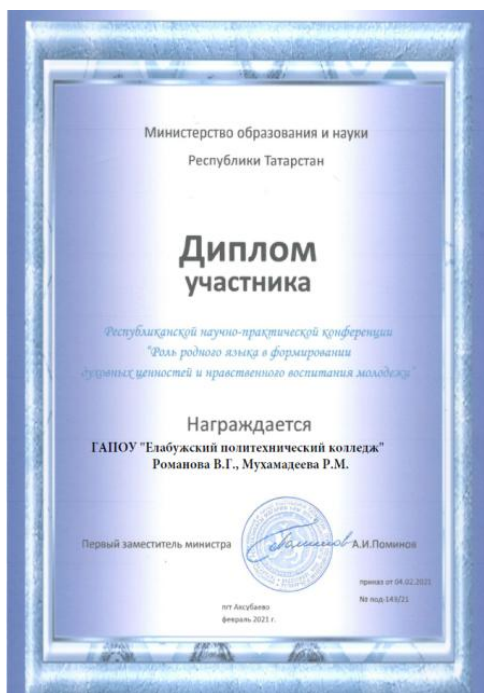 Министерство образования и науки
Республики Татарстан
Диплом
участника
Республиканской научно-практической конференции
"Роль родного языка в формировании
духовных ценностей и нравственного воспитания молодежи"
Награждается
ГАПОУ "Елабужский политехнический колледж"
Романова В.Г., Мухамадеева Р.М.
Первый заместитель министра
А.И.Поминов
приказ от 04.02.2021
№ под-143/21
пгт Аксубаево
февраль 2021 г.